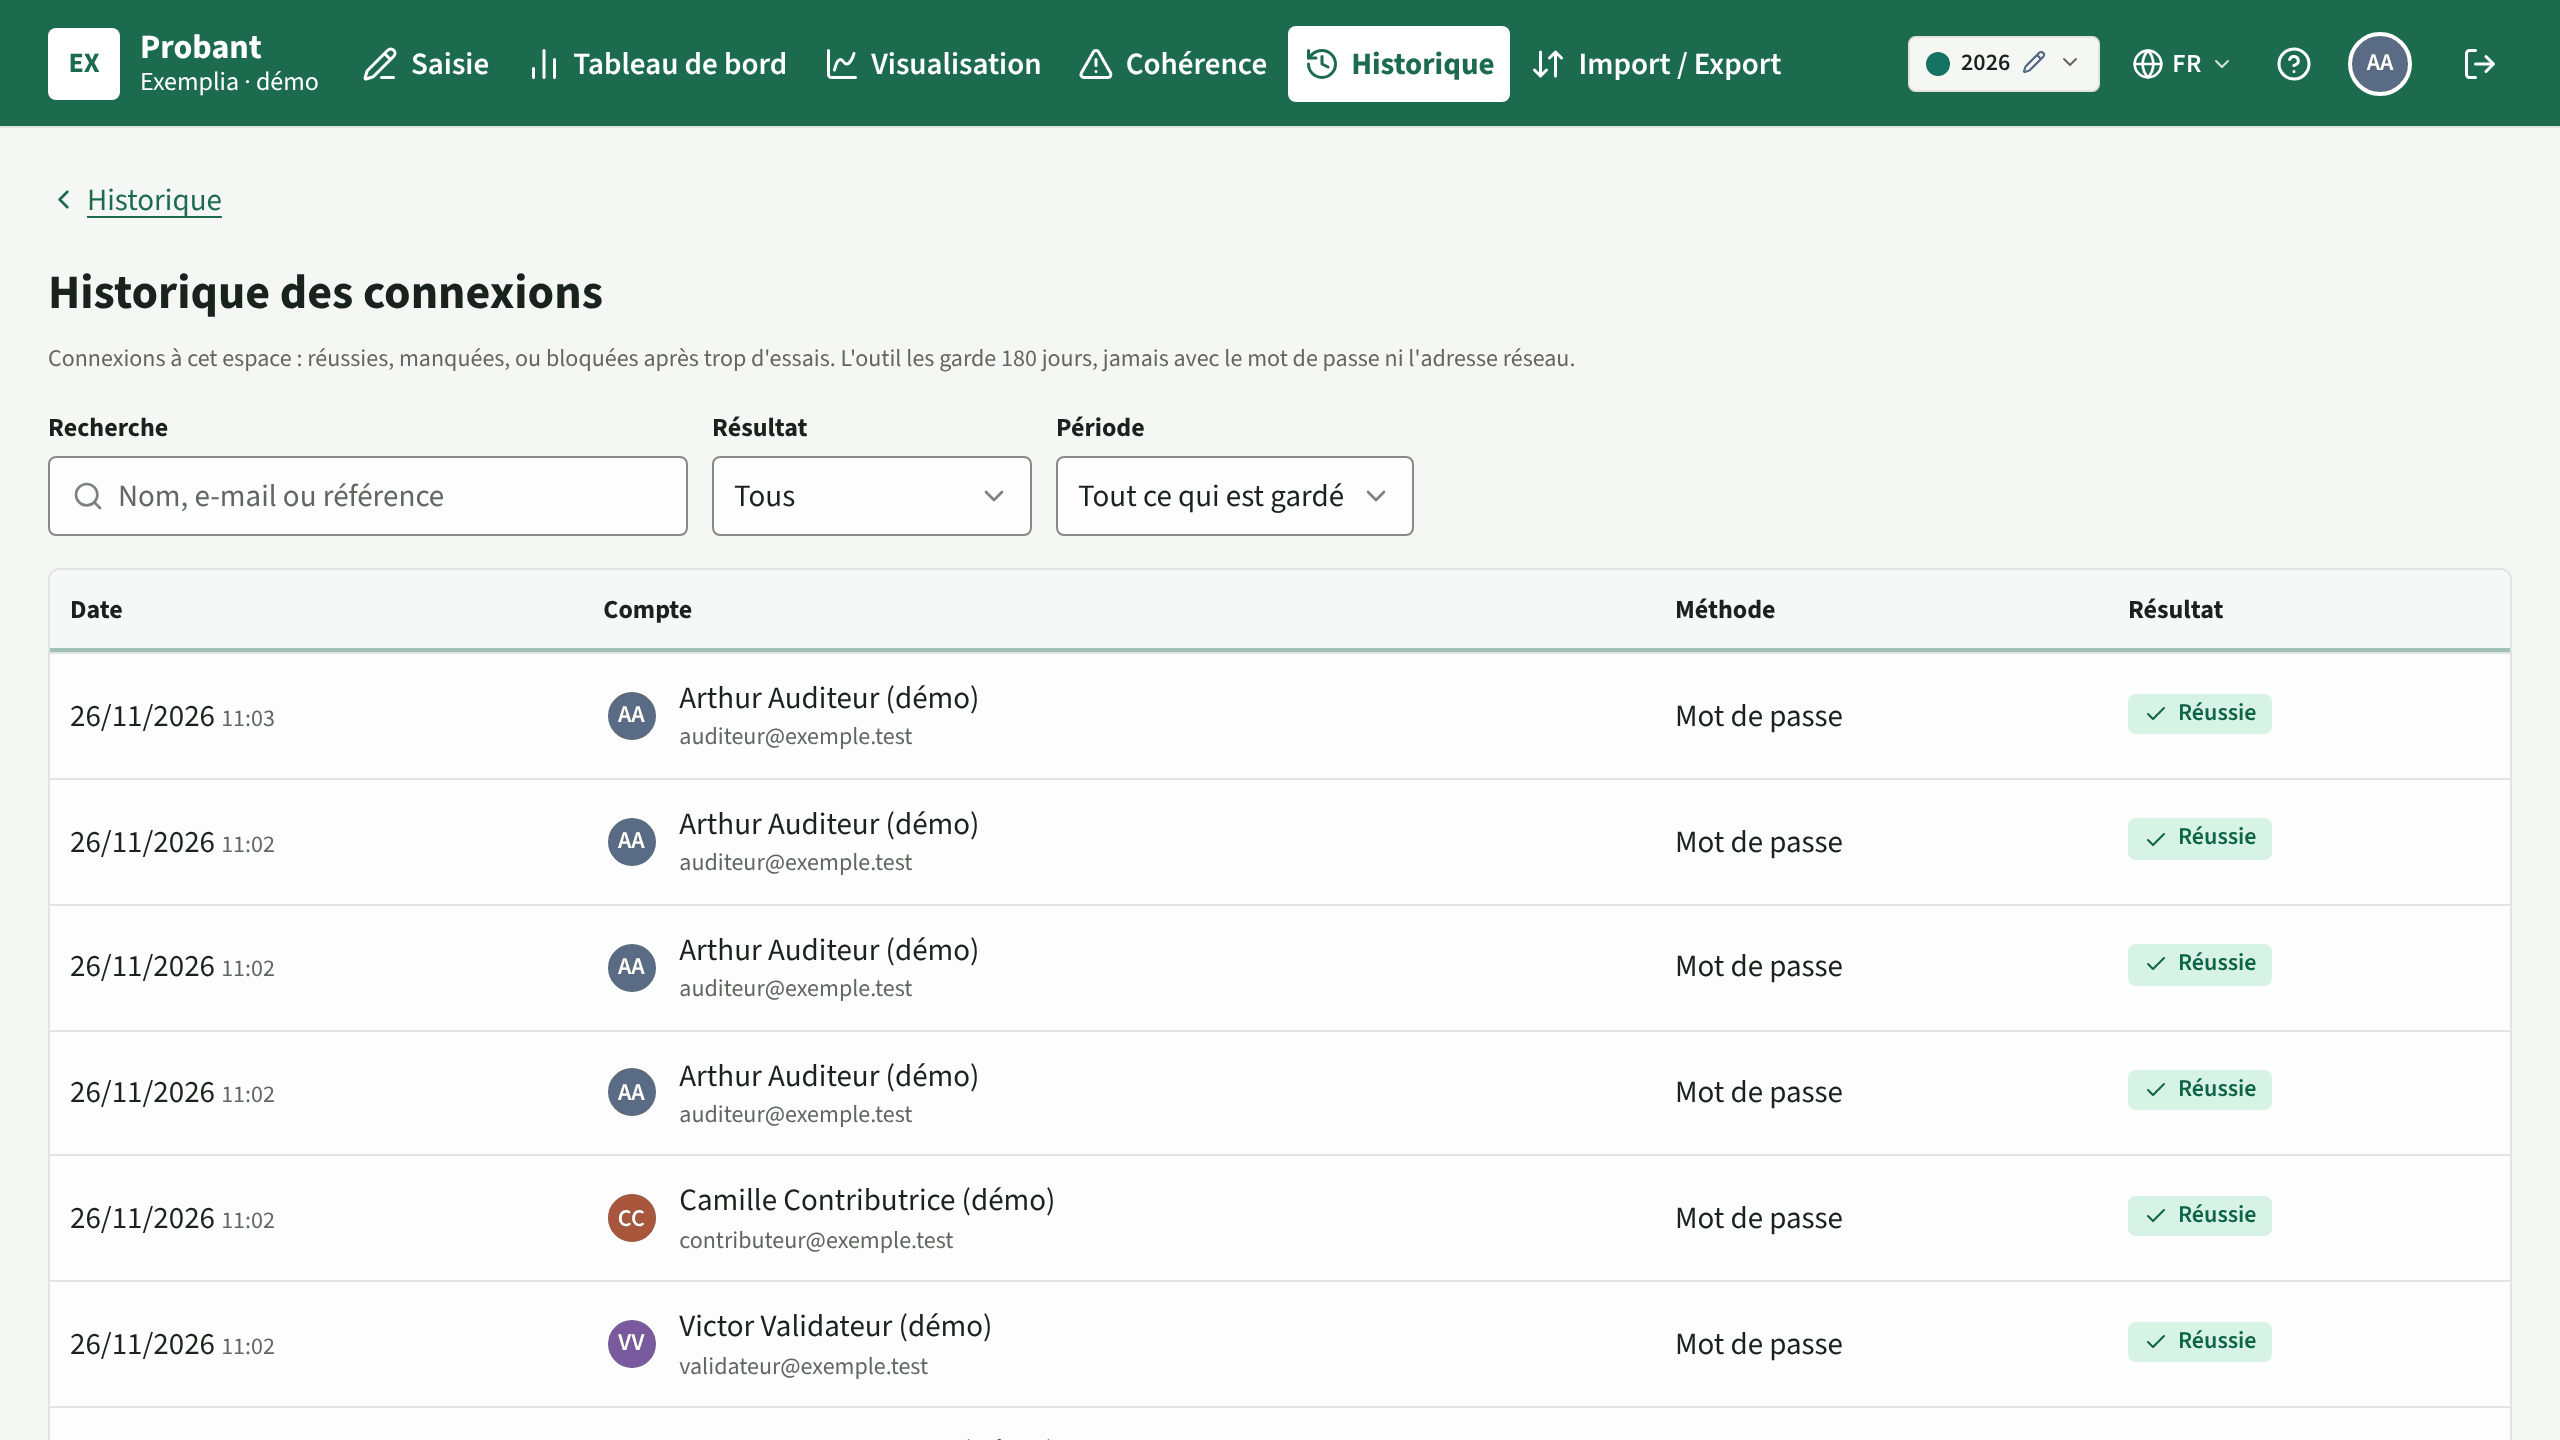 EX
Probant
Exemplia · démo
Saisie
Tableau de bord
Visualisation
Cohérence
Historique
Import / Export
2026
FR
AA
Historique
Historique des connexions
Connexions à cet espace : réussies, manquées, ou bloquées après trop d'essais. L'outil les garde 180 jours, jamais avec le mot de passe ni l'adresse réseau.
Recherche
Résultat
Période
Nom, e-mail ou référence
Tous
Tout ce qui est gardé
Date
Compte
Méthode
Résultat
26/11/2026 11:03
AA
Arthur Auditeur (démo)
auditeur@exemple.test
Mot de passe
Réussie
26/11/2026 11:02
AA
Arthur Auditeur (démo)
auditeur@exemple.test
Mot de passe
Réussie
26/11/2026 11:02
AA
Arthur Auditeur (démo)
auditeur@exemple.test
Mot de passe
Réussie
26/11/2026 11:02
AA
Arthur Auditeur (démo)
auditeur@exemple.test
Mot de passe
Réussie
26/11/2026 11:02
CC
Camille Contributrice (démo)
contributeur@exemple.test
Mot de passe
Réussie
26/11/2026 11:02
VV
Victor Validateur (démo)
validateur@exemple.test
Mot de passe
Réussie